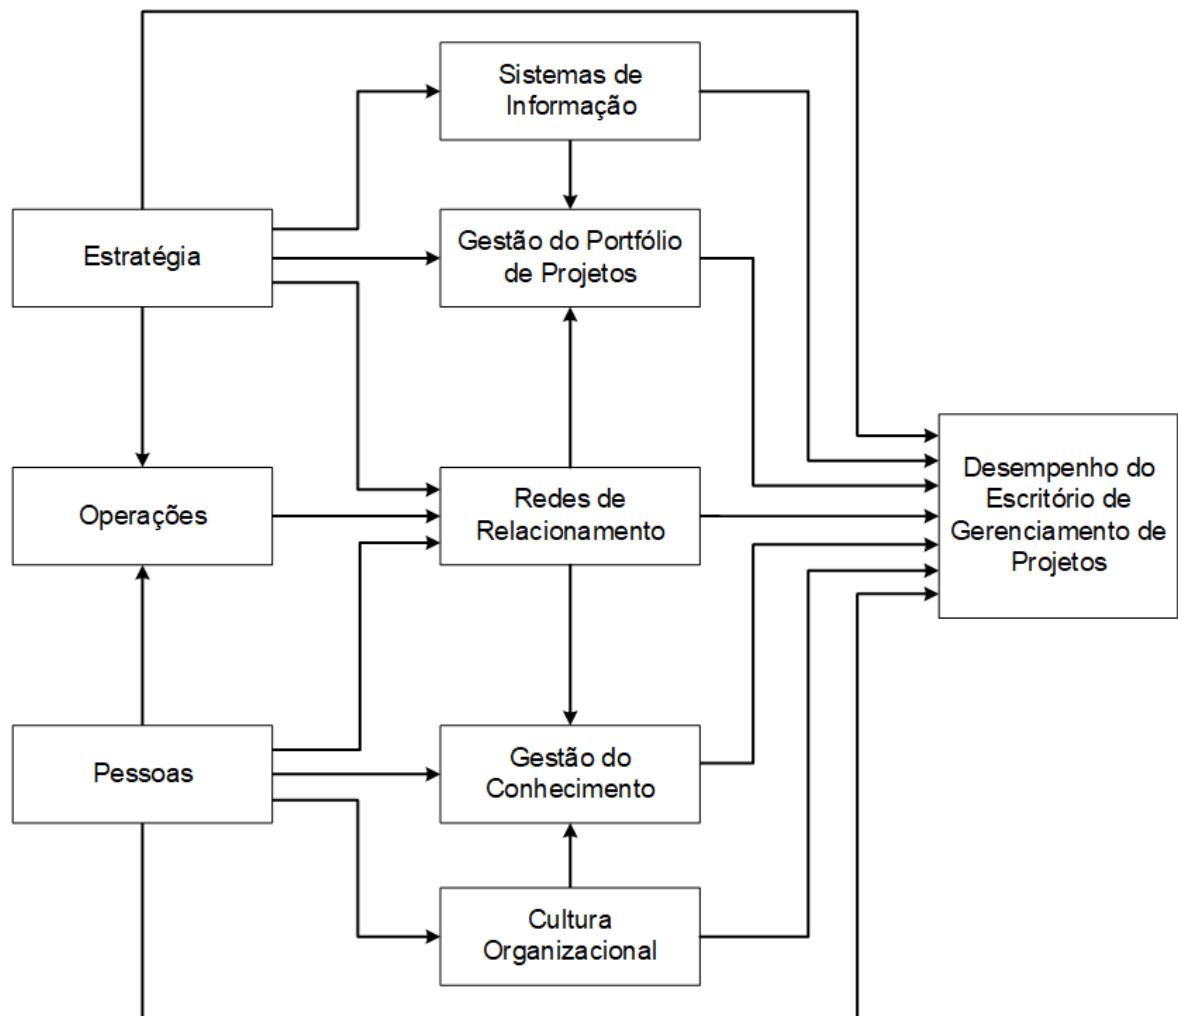 Sistemas de
Informação
Estratégia
Gestão do Portfólio
de Projetos
Operações
Redes de
Relacionamento
Desempenho do
Escritório de
Gerenciamento de
Projetos
Pessoas
Gestão do
Conhecimento
Cultura
Organizacional